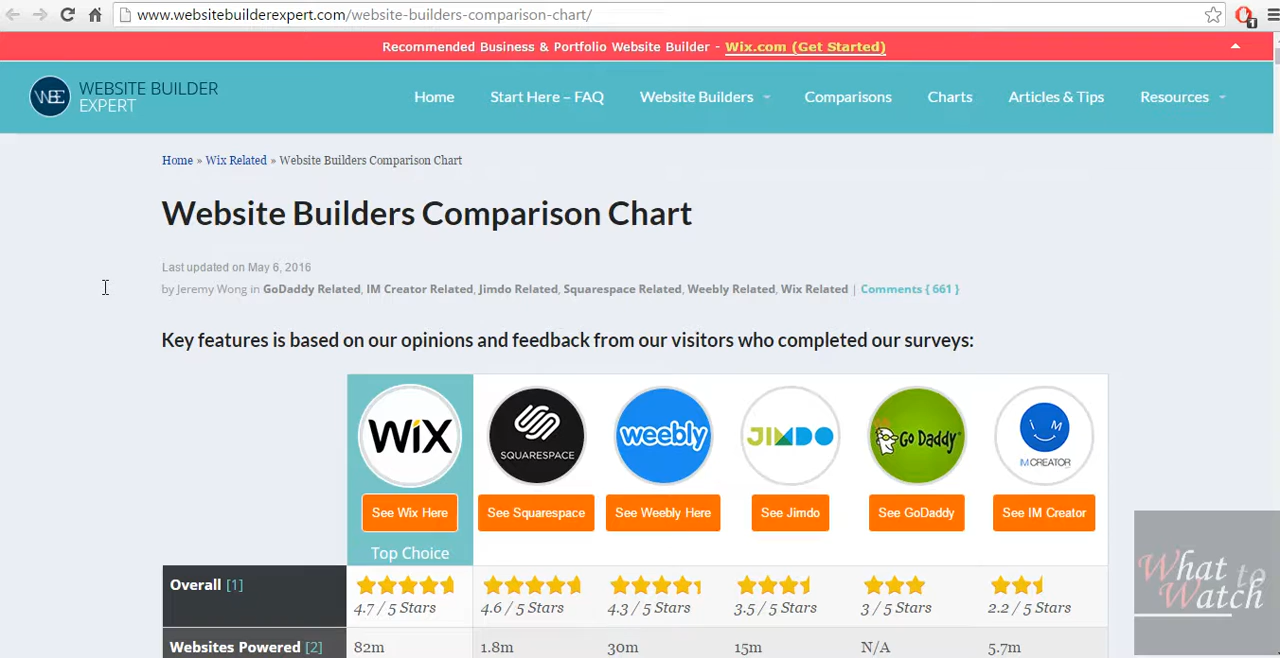 www.websitebuilderexpert.com/website-builders-comparison-chart/
1
Recommended Business & Portfolio Website Builder - Wix.com (Get Started)
WBE WEBSITE BUILDER EXPERT
Home Start Here – FAQ Website Builders Comparisons Charts Articles & Tips Resources
Home » Wix Related » Website Builders Comparison Chart
Website Builders Comparison Chart
Last updated on May 6, 2016
by Jeremy Wong in GoDaddy Related, IM Creator Related, Jimdo Related, Squarespace Related, Weebly Related, Wix Related | Comments { 661 }
Key features is based on our opinions and feedback from our visitors who completed our surveys:
WiX SQUARESPACE weebly JIMDO Go Daddy IM IM CREATOR
See Wix Here See Squarespace See Weebly Here See Jimdo See GoDaddy See IM Creator
Top Choice
Overall [1]
4.7 / 5 Stars 4.6 / 5 Stars 4.3 / 5 Stars 3.5 / 5 Stars 3 / 5 Stars 2.2 / 5 Stars
Websites Powered [2] 82m 1.8m 30m 15m N/A 5.7m
What to Watch